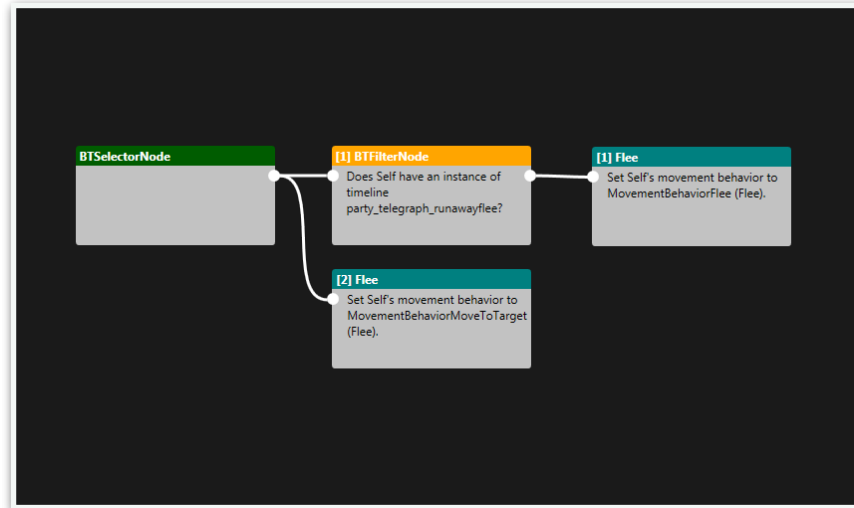 BTSelectorNode
[1] BTFilterNode
Does Self have an instance of
timeline
party_telegraph_runawayflee?
[1] Flee
Set Self's movement behavior to
MovementBehaviorFlee (Flee).
[2] Flee
Set Self's movement behavior to
MovementBehaviorMoveToTarget
(Flee).